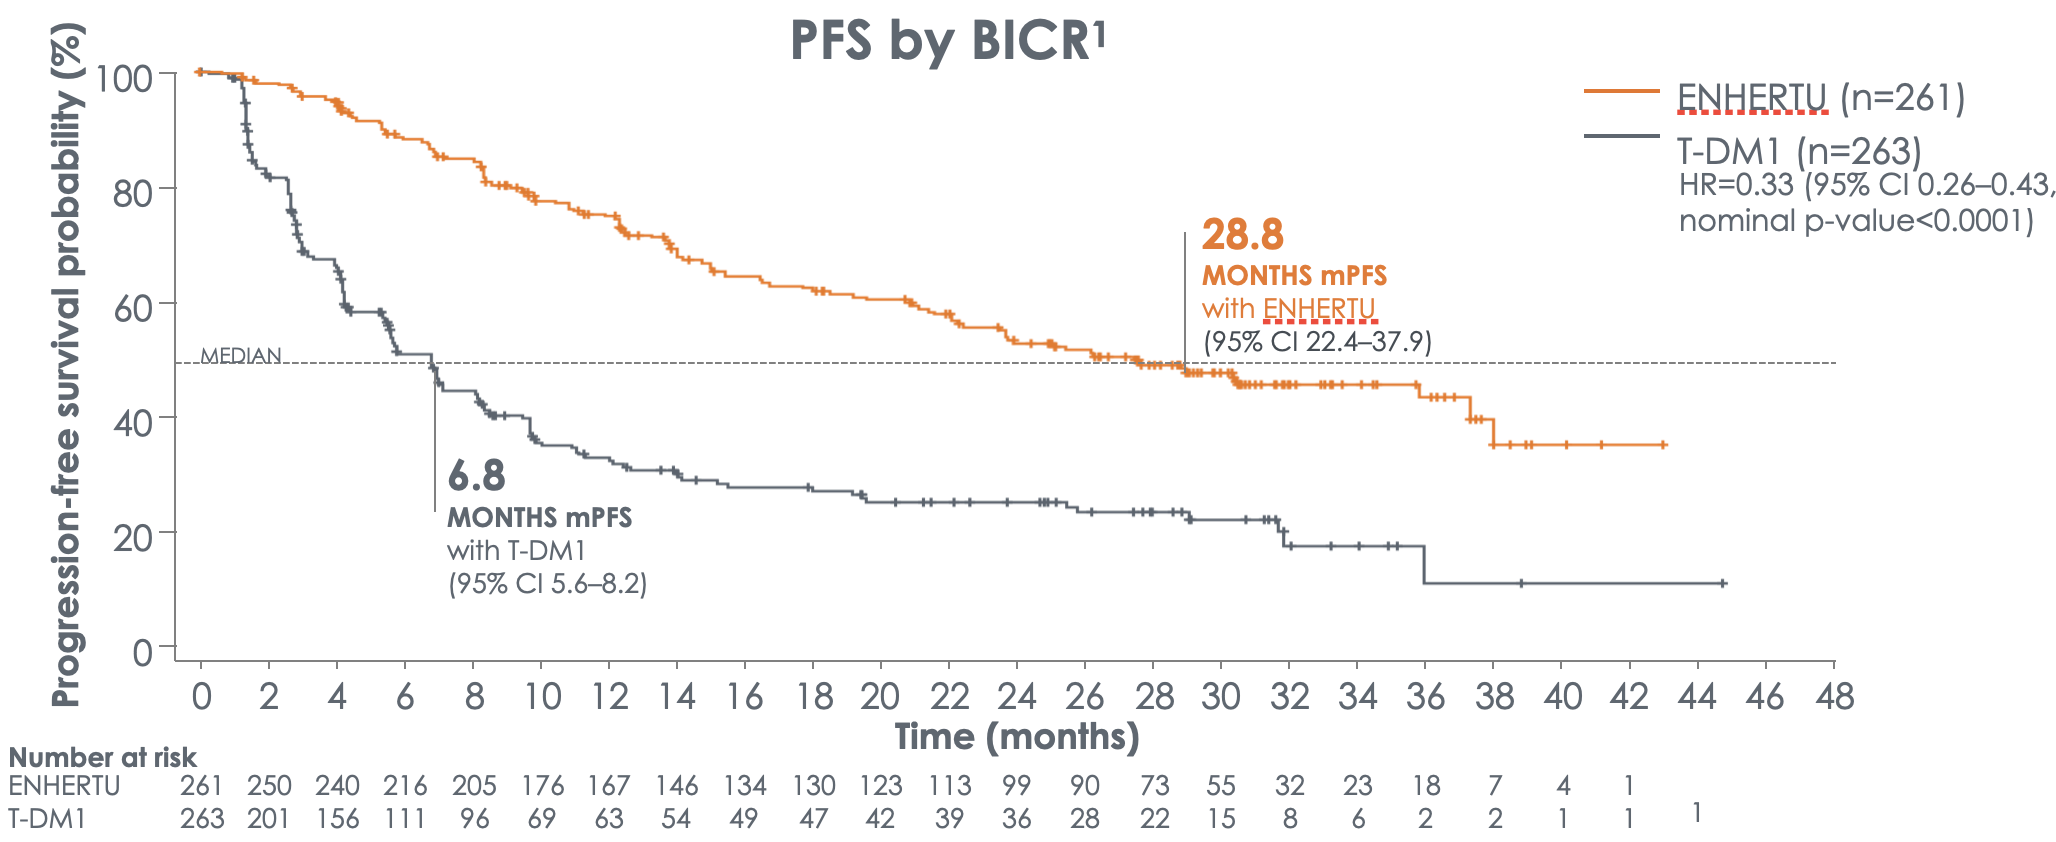 PFS by BICR¹
Progression-free survival probability (%)
100
80
60
40
20
0
ENHERTU (n=261)
T-DM1 (n=263)
HR=0.33 (95% CI 0.26–0.43,
nominal p-value<0.0001)
28.8
MONTHS mPFS
with ENHERTU
(95% CI 22.4–37.9)
MEDIAN
6.8
MONTHS mPFS
with T-DM1
(95% CI 5.6–8.2)
0 2 4 6 8 10 12 14 16 18 20 22 24 26 28 30 32 34 36 38 40 42 44 46 48
Time (months)
Number at risk
ENHERTU 261 250 240 216 205 176 167 146 134 130 123 113 99 90 73 55 32 23 18 7 4 1
T-DM1 263 201 156 111 96 69 63 54 49 47 42 39 36 28 22 15 8 6 2 2 1 1 1